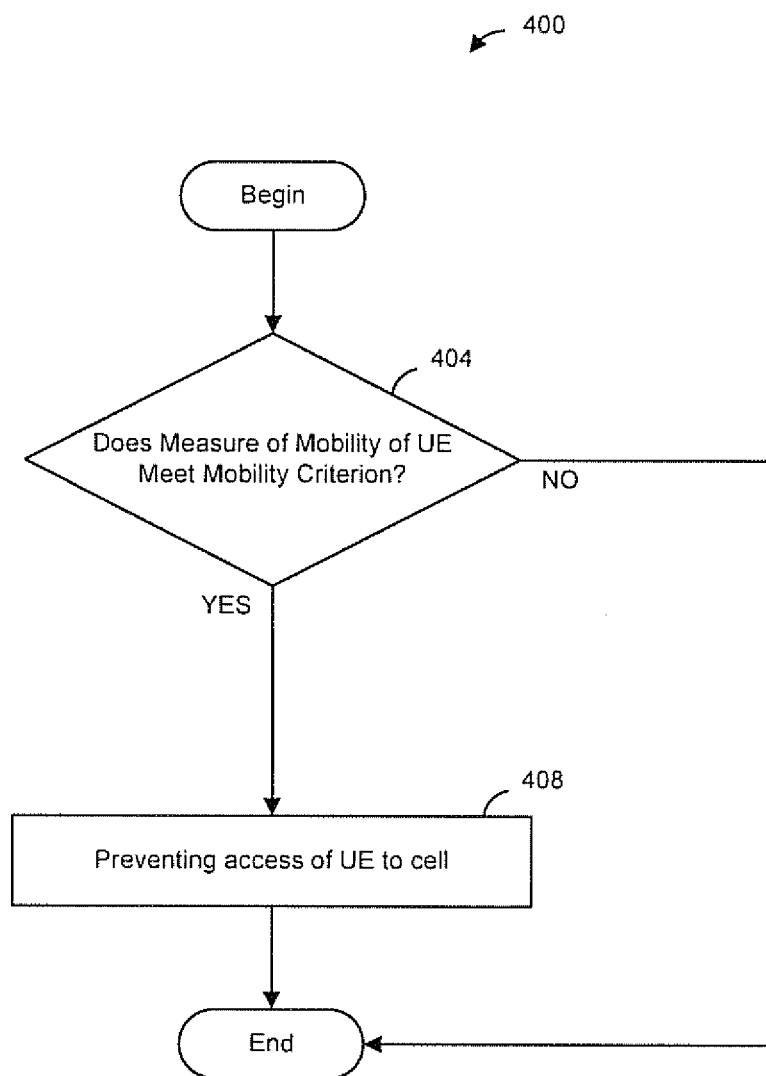 400
Begin
404
Does Measure of Mobility of UE
Meet Mobility Criterion?
NO
YES
408
Preventing access of UE to cell
End